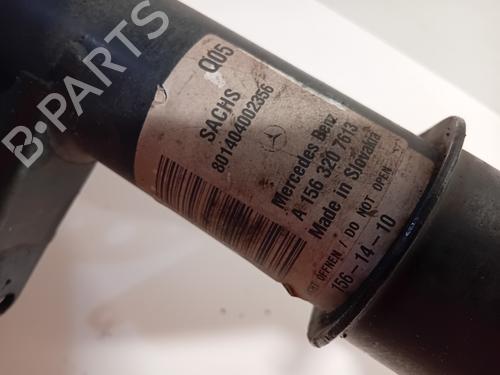 Q05
SACHS
801404002356
Mercedes Benz
A 156 320 7613
Made in Slovakia
ÖFFNEN / DO NOT OPEN
156-14-10
B-PARTS